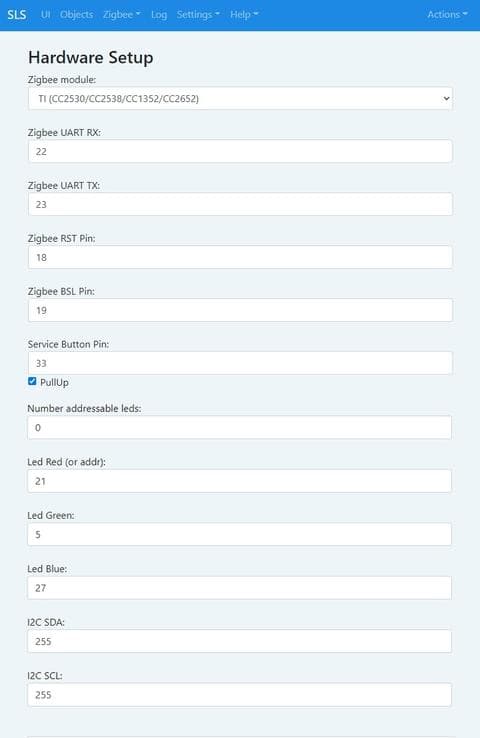 SLS UI Objects Zigbee Log Settings Help Actions
Hardware Setup
Zigbee module:
TI (CC2530/CC2538/CC1352/CC2652)
Zigbee UART RX:
22
Zigbee UART TX:
23
Zigbee RST Pin:
18
Zigbee BSL Pin:
19
Service Button Pin:
33
PullUp
Number addressable leds:
0
Led Red (or addr):
21
Led Green:
5
Led Blue:
27
I2C SDA:
255
I2C SCL:
255